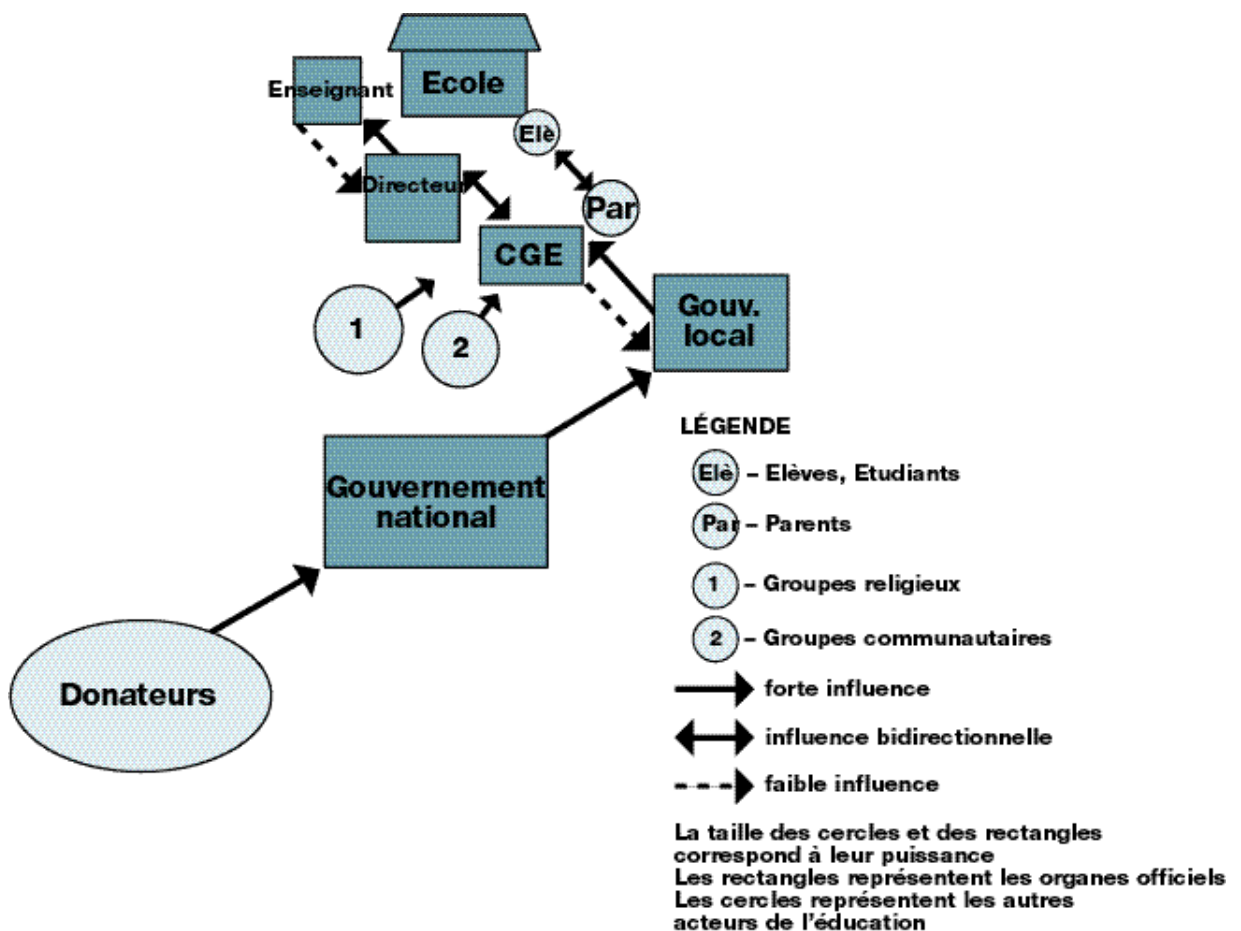 Ecole
Enseignant
Elè
Directeur
Par
CGE
Gouv.
local
1
2
Gouvernement
national
Donateurs
LÉGENDE
Elè – Elèves, Etudiants
Par – Parents
1 – Groupes religieux
2 – Groupes communautaires
forte influence
influence bidirectionnelle
faible influence
La taille des cercles et des rectangles
correspond à leur puissance
Les rectangles représentent les organes officiels
Les cercles représentent les autres
acteurs de l'éducation